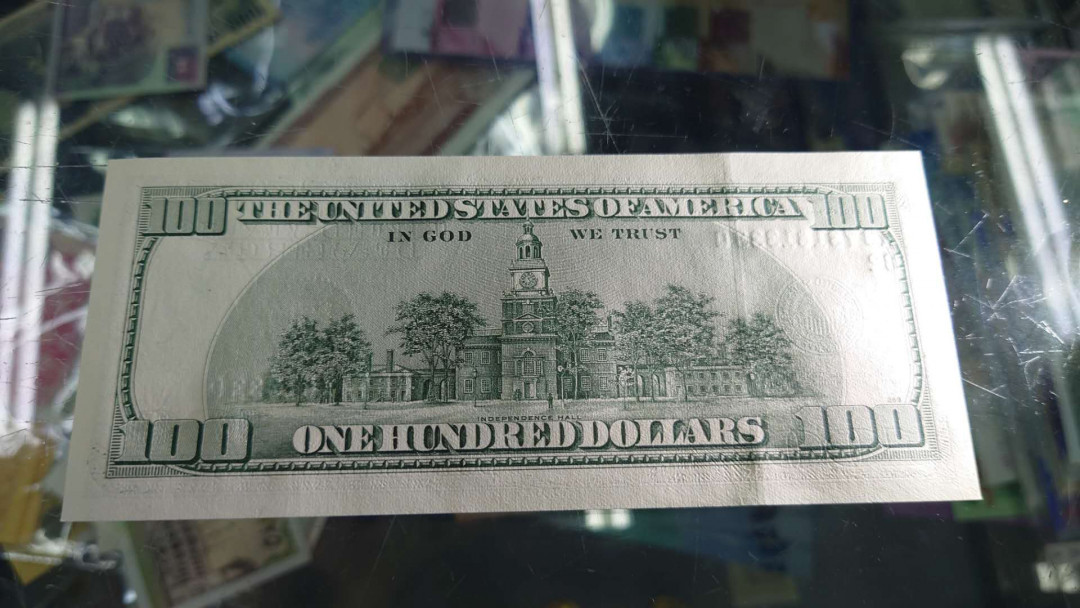 100 THE UNITED STATES OF AMERICA 100
IN GOD WE TRUST
INDEPENDENCE HALL
100 ONE HUNDRED DOLLARS 100